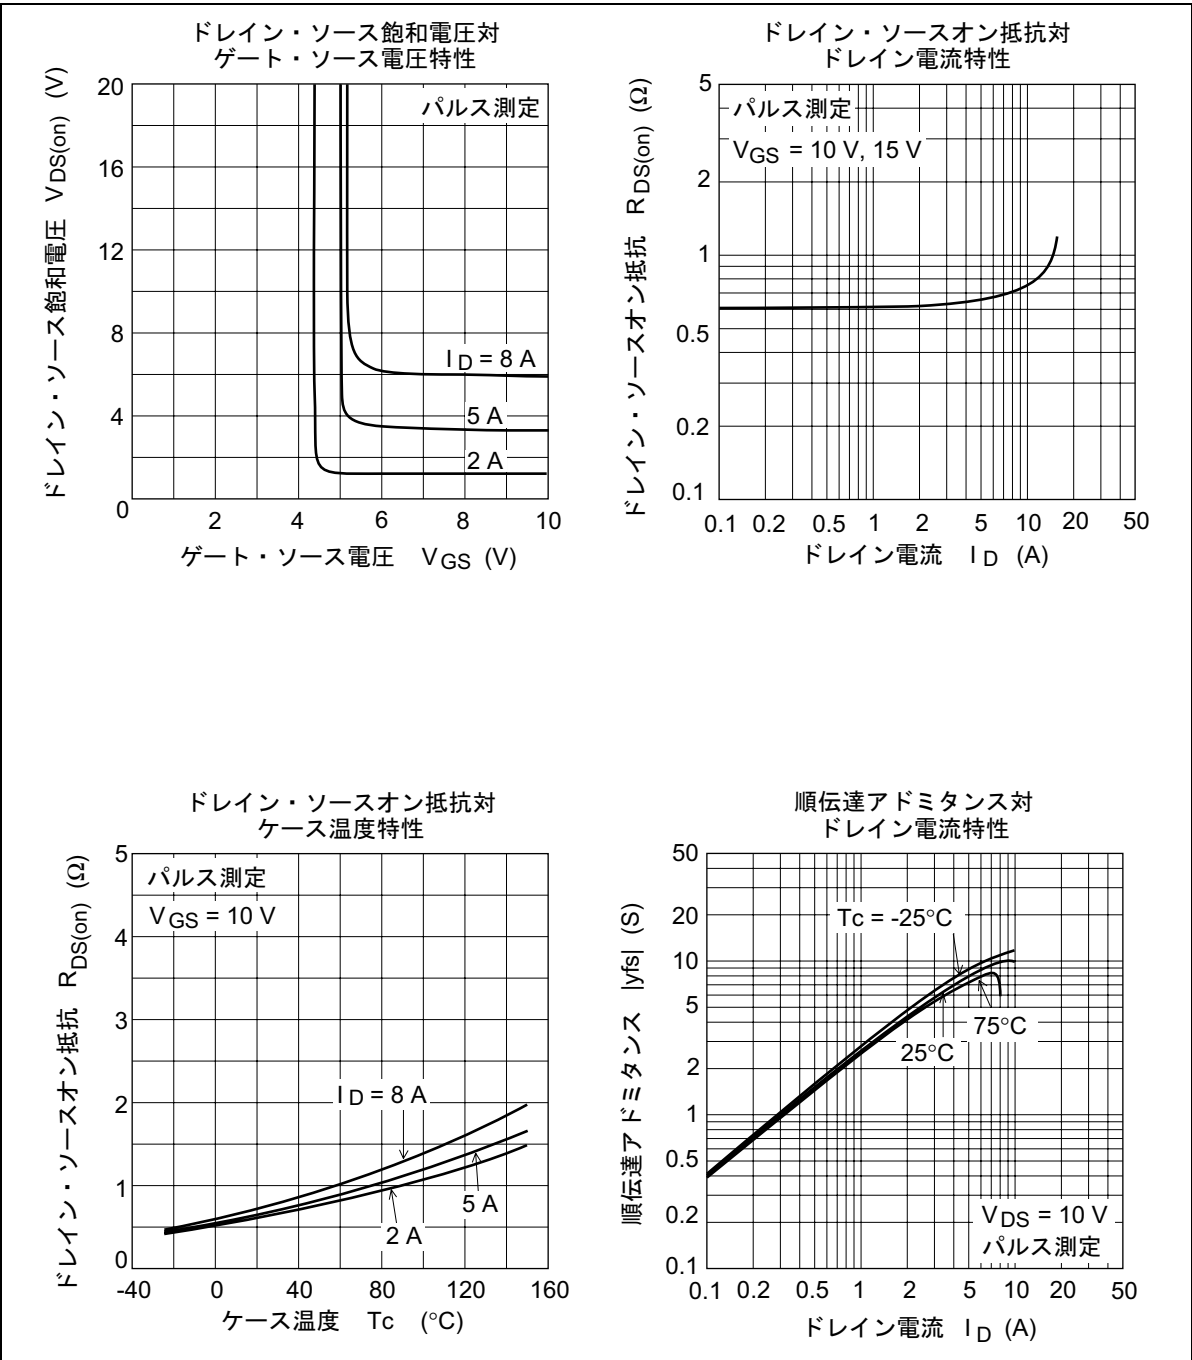 ドレイン・ソース飽和電圧対
ゲート・ソース電圧特性
ドレイン・ソース飽和電圧 VDS(on) (V)
20
16
12
8
4
0
パルス測定
ID = 8 A
5 A
2 A
0 2 4 6 8 10
ゲート・ソース電圧 VGS (V)
ドレイン・ソースオン抵抗対
ドレイン電流特性
ドレイン・ソースオン抵抗 RDS(on) (Ω)
5
2
1
0.5
0.2
0.1
パルス測定
VGS = 10 V, 15 V
0.1 0.2 0.5 1 2 5 10 20 50
ドレイン電流 ID (A)
ドレイン・ソースオン抵抗対
ケース温度特性
ドレイン・ソースオン抵抗 RDS(on) (Ω)
5
4
3
2
1
0
パルス測定
VGS = 10 V
ID = 8 A
5 A
2 A
-40 0 40 80 120 160
ケース温度 Tc (°C)
順伝達アドミタンス対
ドレイン電流特性
順伝達アドミタンス |yfs| (S)
50
20
10
5
2
1
0.5
0.2
0.1
Tc = -25°C
75°C
25°C
VDS = 10 V
パルス測定
0.1 0.2 0.5 1 2 5 10 20 50
ドレイン電流 ID (A)